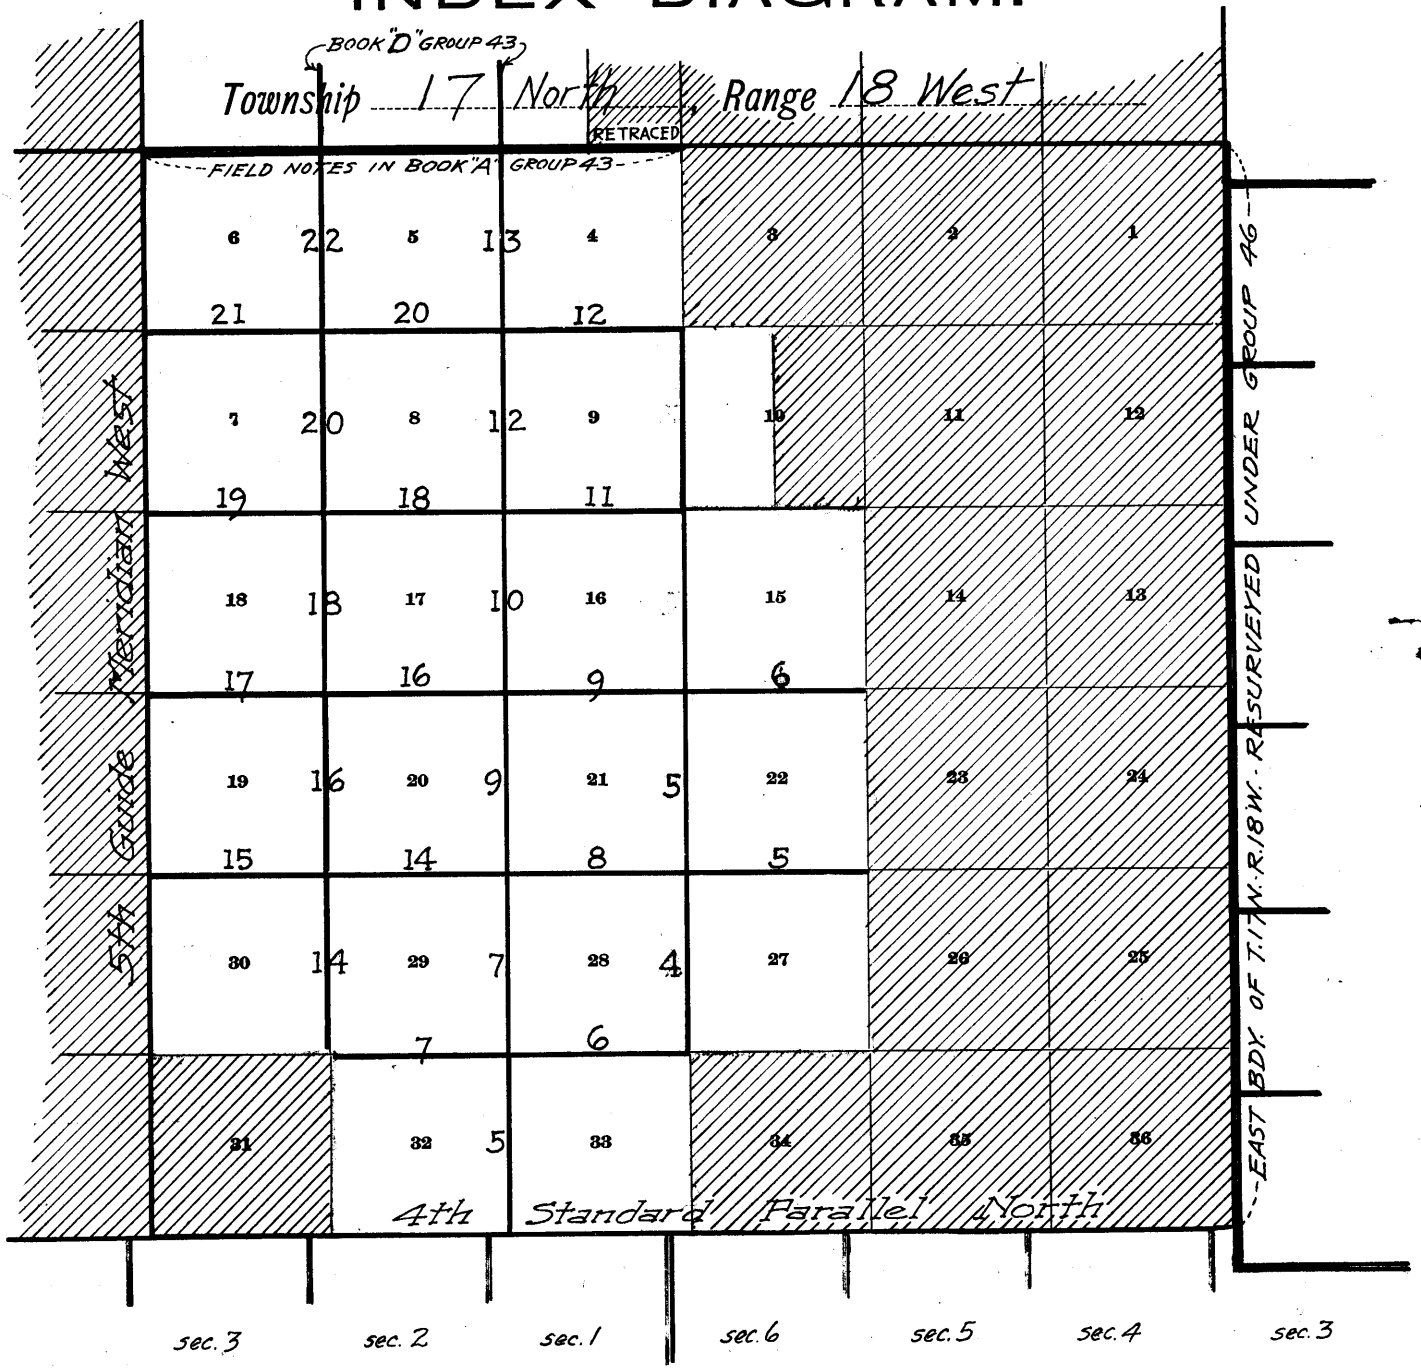 INDEX DIAGRAM.
BOOK "D" GROUP 43
Township 17 North, Range 18 West
RETRACED
FIELD NOTES IN BOOK "A" GROUP 43
6 22 5 13 4 3 2 1
21 20 12
7 20 8 12 9 10 11 12
19 18 11
18 18 17 10 16 15 14 13
17 16 9 6
19 16 20 9 21 5 22 23 24
15 14 8 5
30 14 29 7 28 4 27 26 25
7 6
31 32 5 33 34 35 36
4th Standard Parallel North
5th Guide Meridian West
EAST BDY. OF T.17N.-R.18W.- RESURVEYED UNDER GROUP 46
sec. 3 sec. 2 sec. 1 sec. 6 sec. 5 sec. 4 sec. 3